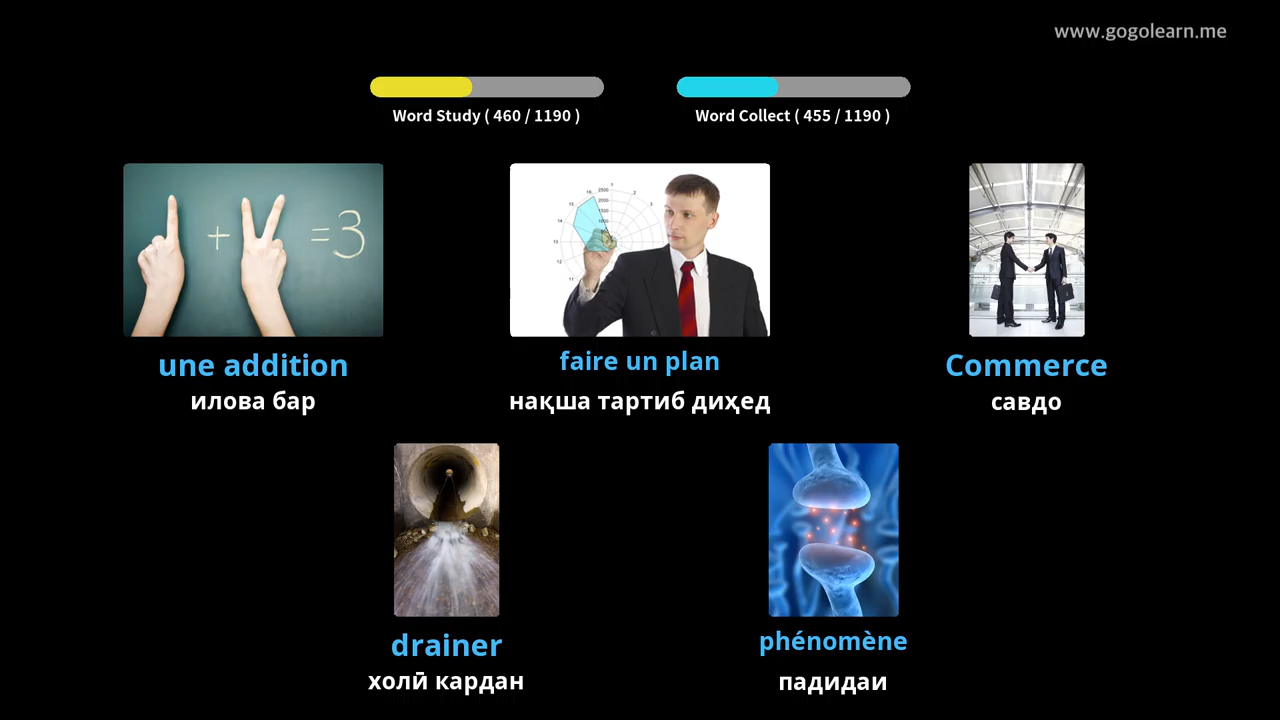 www.gogolearn.me
Word Study ( 460 / 1190 )
Word Collect ( 455 / 1190 )
+ =3
une addition
faire un plan
Commerce
илова бар
нақша тартиб диҳед
савдо
drainer
phénomène
холӣ кардан
падидаи